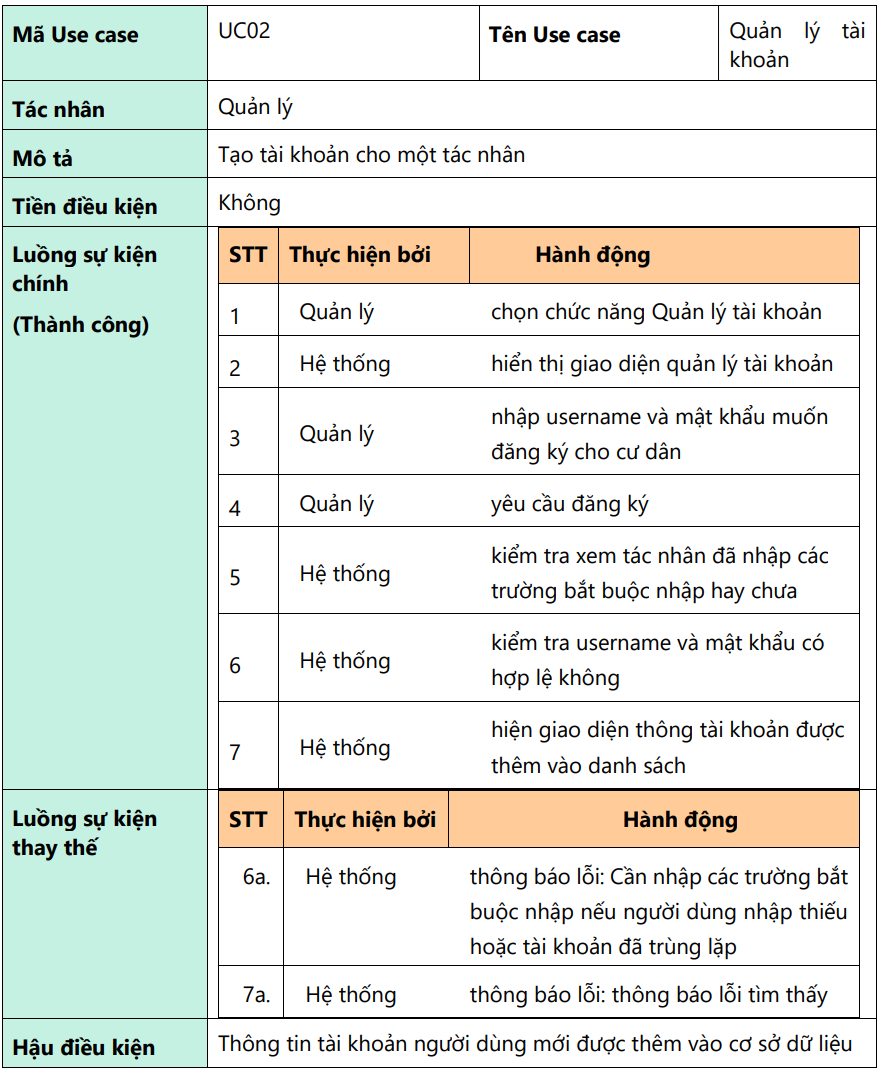 Mã Use case UC02 Tên Use case Quản lý tài
khoản
Tác nhân Quản lý
Mô tả Tạo tài khoản cho một tác nhân
Tiền điều kiện Không
Luồng sự kiện
chính
(Thành công)
STT Thực hiện bởi Hành động
1 Quản lý chọn chức năng Quản lý tài khoản
2 Hệ thống hiển thị giao diện quản lý tài khoản
3 Quản lý nhập username và mật khẩu muốn
đăng ký cho cư dân
4 Quản lý yêu cầu đăng ký
5 Hệ thống kiểm tra xem tác nhân đã nhập các
trường bắt buộc nhập hay chưa
6 Hệ thống kiểm tra username và mật khẩu có
hợp lệ không
7 Hệ thống hiện giao diện thông tài khoản được
thêm vào danh sách
Luồng sự kiện
thay thế
STT Thực hiện bởi Hành động
6a. Hệ thống thông báo lỗi: Cần nhập các trường bắt
buộc nhập nếu người dùng nhập thiếu
hoặc tài khoản đã trùng lặp
7a. Hệ thống thông báo lỗi: thông báo lỗi tìm thấy
Hậu điều kiện Thông tin tài khoản người dùng mới được thêm vào cơ sở dữ liệu